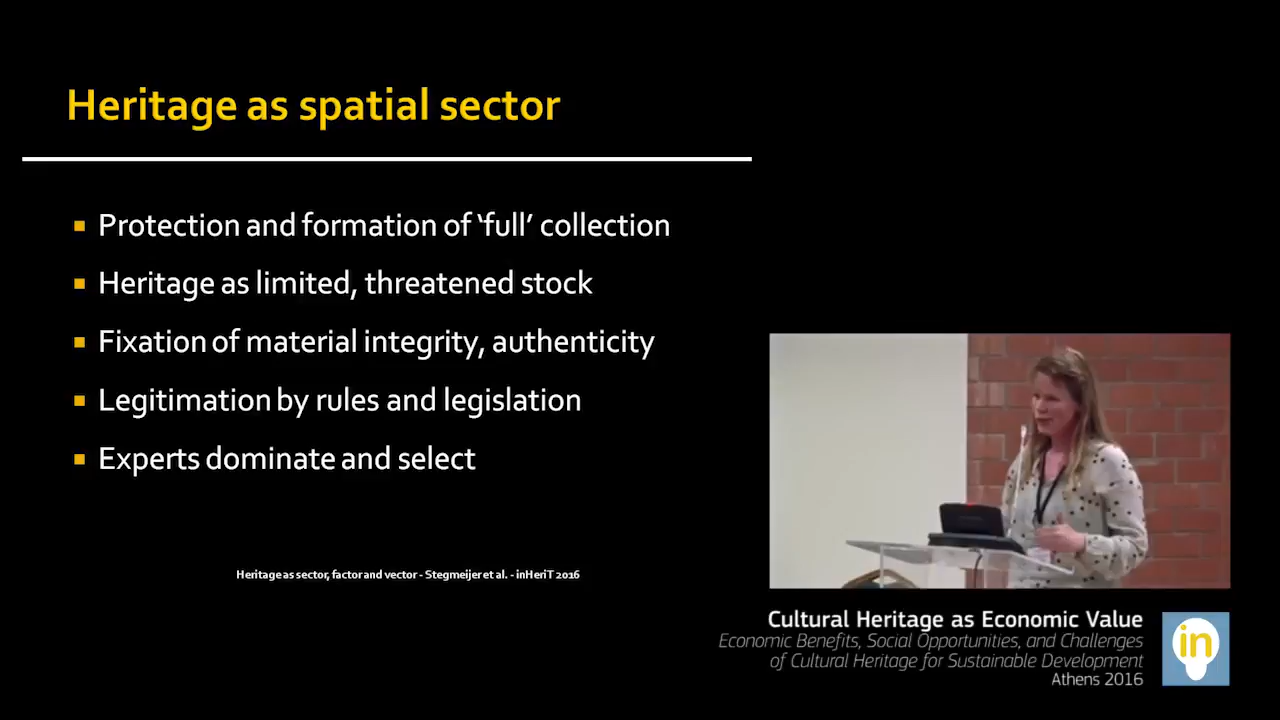 Heritage as spatial sector
Protection and formation of ‘full’ collection
Heritage as limited, threatened stock
Fixation of material integrity, authenticity
Legitimation by rules and legislation
Experts dominate and select
Heritage as sector, factor and vector - Stegmeijer et al. - inHeriT 2016
Cultural Heritage as Economic Value
Economic Benefits, Social Opportunities, and Challenges
of Cultural Heritage for Sustainable Development
Athens 2016
in